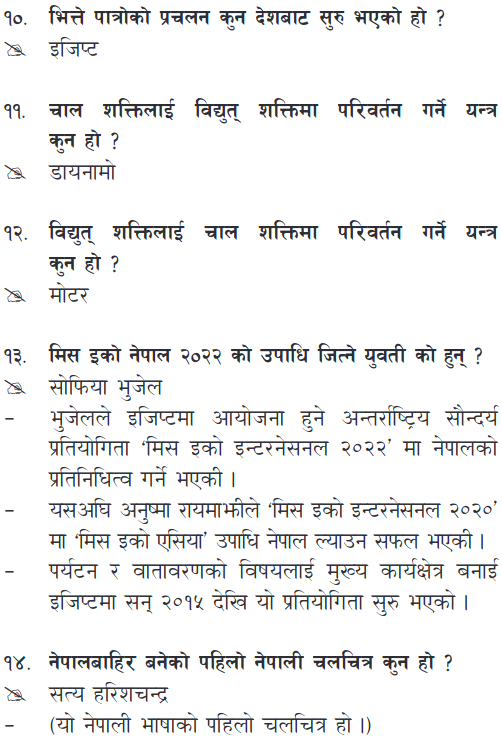 १०. भित्ते पात्रोको प्रचलन कुन देशबाट सुरु भएको हो ?
इजिप्ट
११. चाल शक्तिलाई विद्युत् शक्तिमा परिवर्तन गर्ने यन्त्र
कुन हो ?
डायनामो
१२. विद्युत् शक्तिलाई चाल शक्तिमा परिवर्तन गर्ने यन्त्र
कुन हो ?
मोटर
१३. मिस इको नेपाल २०२२ को उपाधि जित्ने युवती को हुन् ?
सोफिया भुजेल
– भुजेलले इजिप्टमा आयोजना हुने अन्तर्राष्ट्रिय सौन्दर्य
प्रतियोगिता ‘मिस इको इन्टरनेसनल २०२२’ मा नेपालको
प्रतिनिधित्व गर्ने भएकी ।
– यसअघि अनुष्मा रायमाझीले ‘मिस इको इन्टरनेसनल २०२०’
मा ‘मिस इको एसिया’ उपाधि नेपाल ल्याउन सफल भएकी ।
– पर्यटन र वातावरणको विषयलाई मुख्य कार्यक्षेत्र बनाई
इजिप्टमा सन् २०१५ देखि यो प्रतियोगिता सुरु भएको ।
१४. नेपालबाहिर बनेको पहिलो नेपाली चलचित्र कुन हो ?
सत्य हरिशचन्द्र
– (यो नेपाली भाषाको पहिलो चलचित्र हो ।)